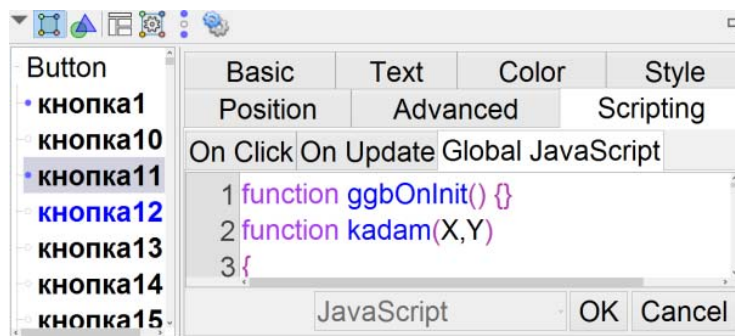 Button
кнопка1
кнопка10
кнопка11
кнопка12
кнопка13
кнопка14
кнопка15
Basic Text Color Style
Position Advanced Scripting
On Click On Update Global JavaScript
1 function ggbOnInit() {}
2 function kadam(X,Y)
3 {
JavaScript OK Cancel